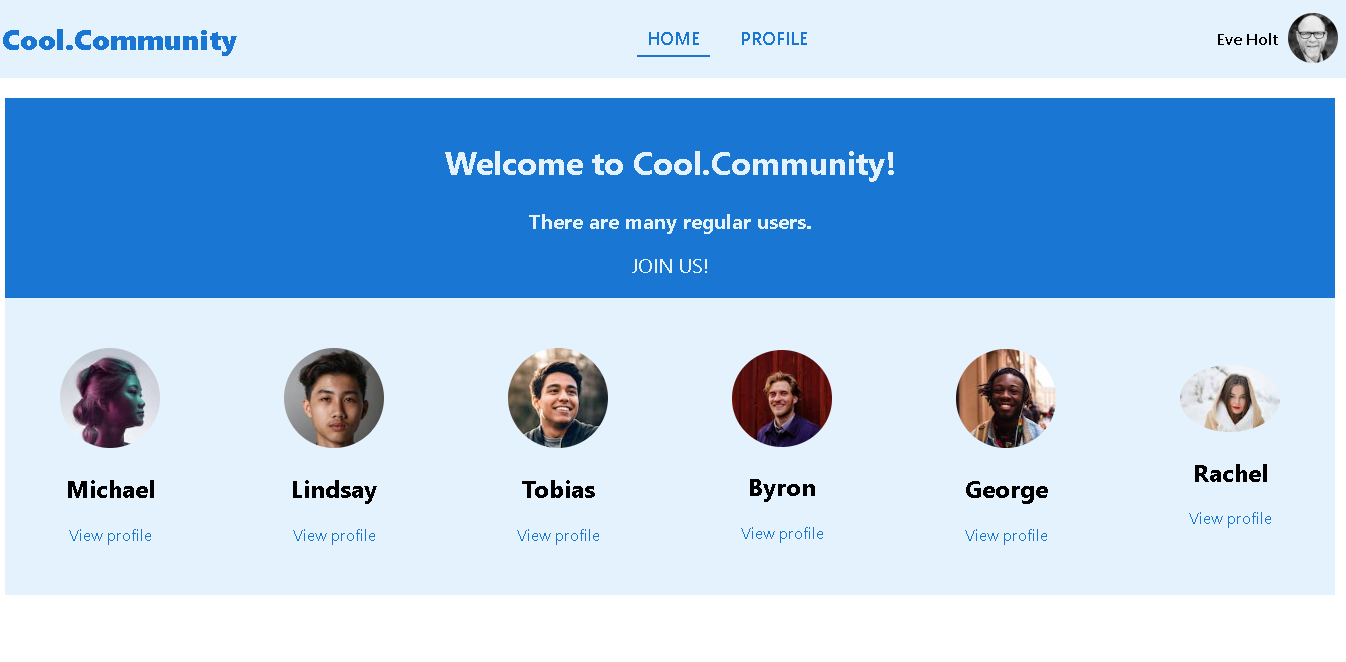 Cool.Community
HOME PROFILE
Eve Holt
Welcome to Cool.Community!
There are many regular users.
JOIN US!
Michael
View profile
Lindsay
View profile
Tobias
View profile
Byron
View profile
George
View profile
Rachel
View profile